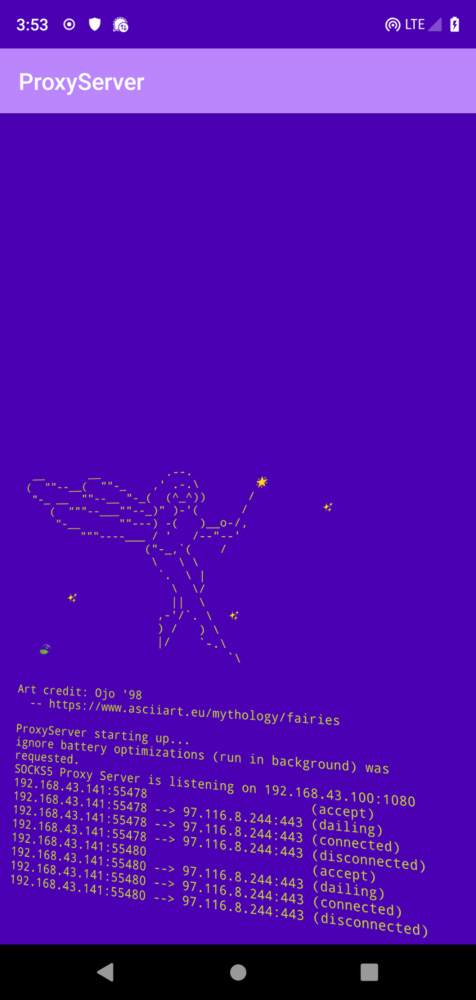 3:53
LTE
ProxyServer
Art credit: Ojo '98
-- https://www.asciiart.eu/mythology/fairies
ProxyServer starting up...
ignore battery optimizations (run in background) was
requested.
SOCKS5 Proxy Server is listening on 192.168.43.100:1080
192.168.43.141:55478 (accept)
192.168.43.141:55478 --> 97.116.8.244:443 (dailing)
192.168.43.141:55478 --> 97.116.8.244:443 (connected)
192.168.43.141:55478 --> 97.116.8.244:443 (disconnected)
192.168.43.141:55480 (accept)
192.168.43.141:55480 --> 97.116.8.244:443 (dailing)
192.168.43.141:55480 --> 97.116.8.244:443 (connected)
192.168.43.141:55480 --> 97.116.8.244:443 (disconnected)